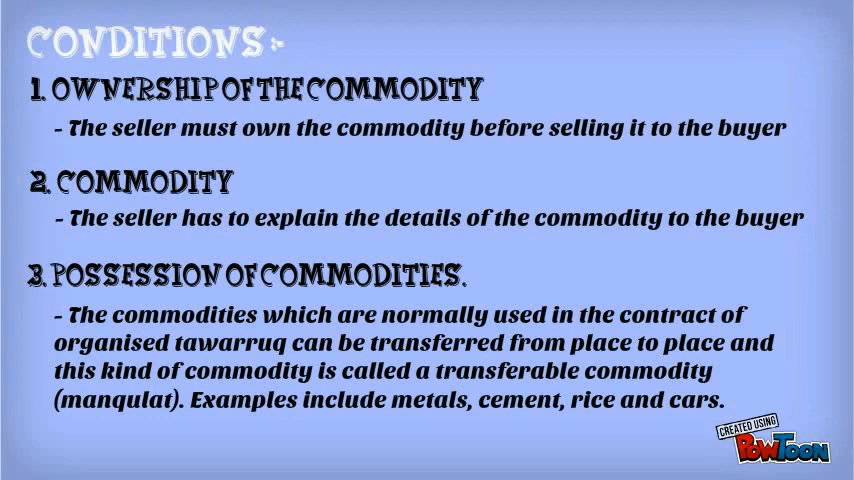 CONDITIONS:-
1. OWNERSHIP OF THE COMMODITY
- The seller must own the commodity before selling it to the buyer
2. COMMODITY
- The seller has to explain the details of the commodity to the buyer
3. POSSESSION OF COMMODITIES.
- The commodities which are normally used in the contract of
organised tawarruq can be transferred from place to place and
this kind of commodity is called a transferable commodity
(manqulat). Examples include metals, cement, rice and cars.
CREATED USING
POWTOON